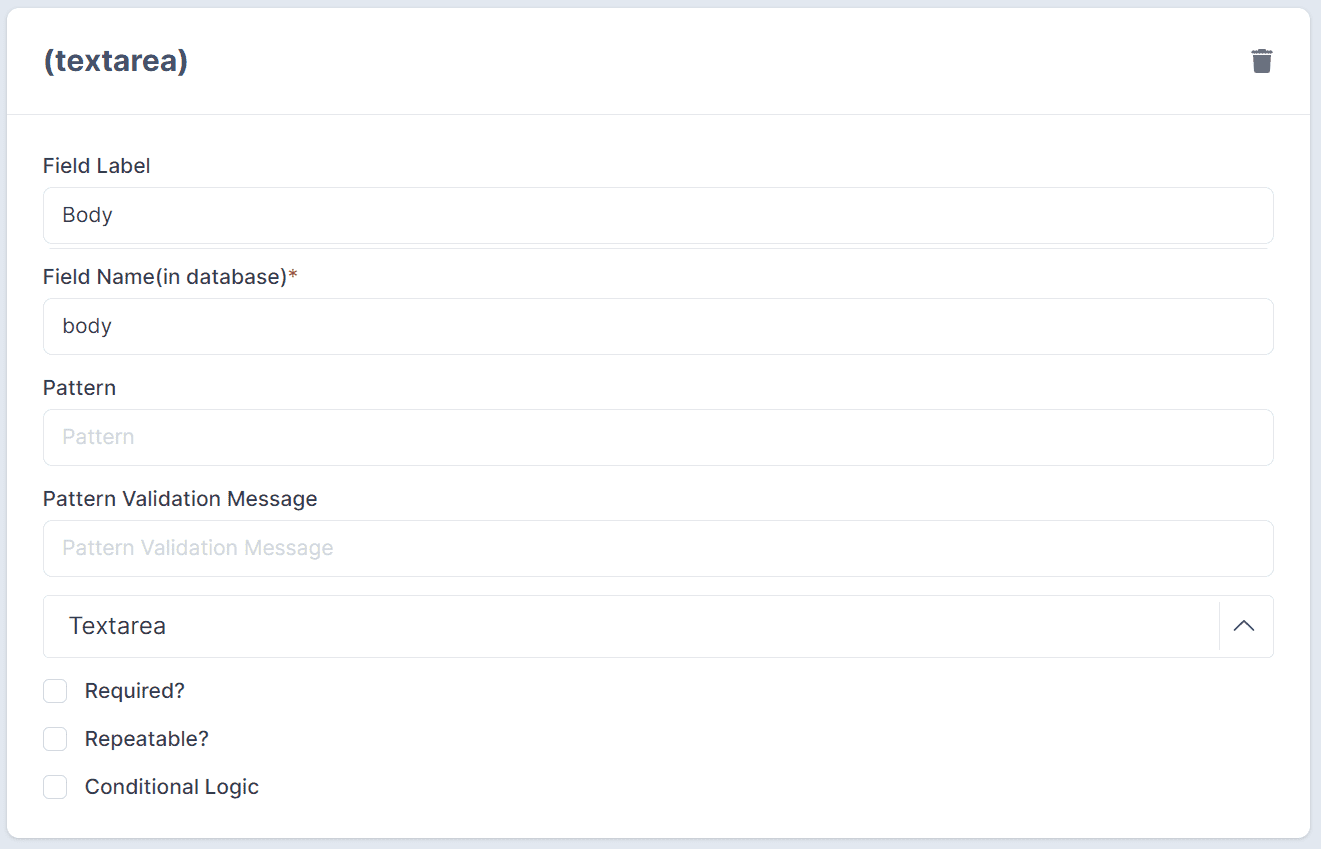 (textarea)
Field Label
Body
Field Name(in database)*
body
Pattern
Pattern
Pattern Validation Message
Pattern Validation Message
Textarea
Required?
Repeatable?
Conditional Logic